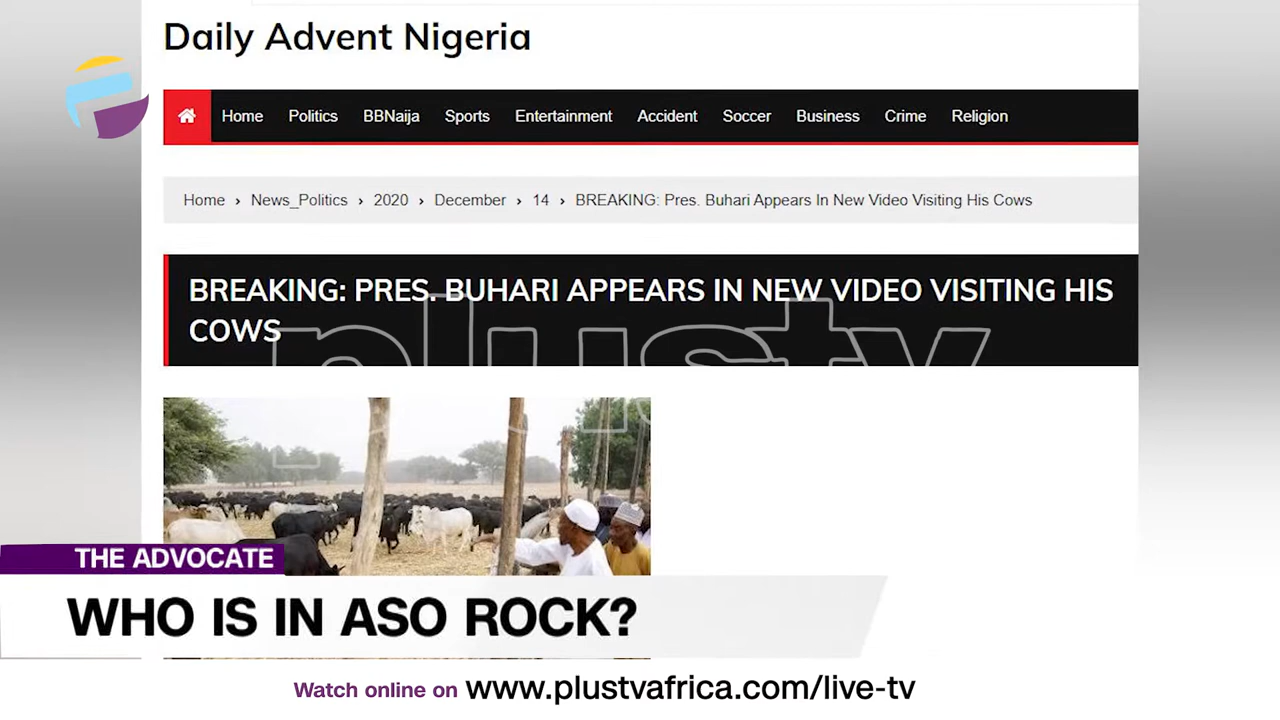 Daily Advent Nigeria
Home Politics BBNaija Sports Entertainment Accident Soccer Business Crime Religion
Home › News_Politics › 2020 › December › 14 › BREAKING: Pres. Buhari Appears In New Video Visiting His Cows
BREAKING: PRES. BUHARI APPEARS IN NEW VIDEO VISITING HIS
COWS
plustv
THE ADVOCATE
WHO IS IN ASO ROCK?
Watch online on www.plustvafrica.com/live-tv